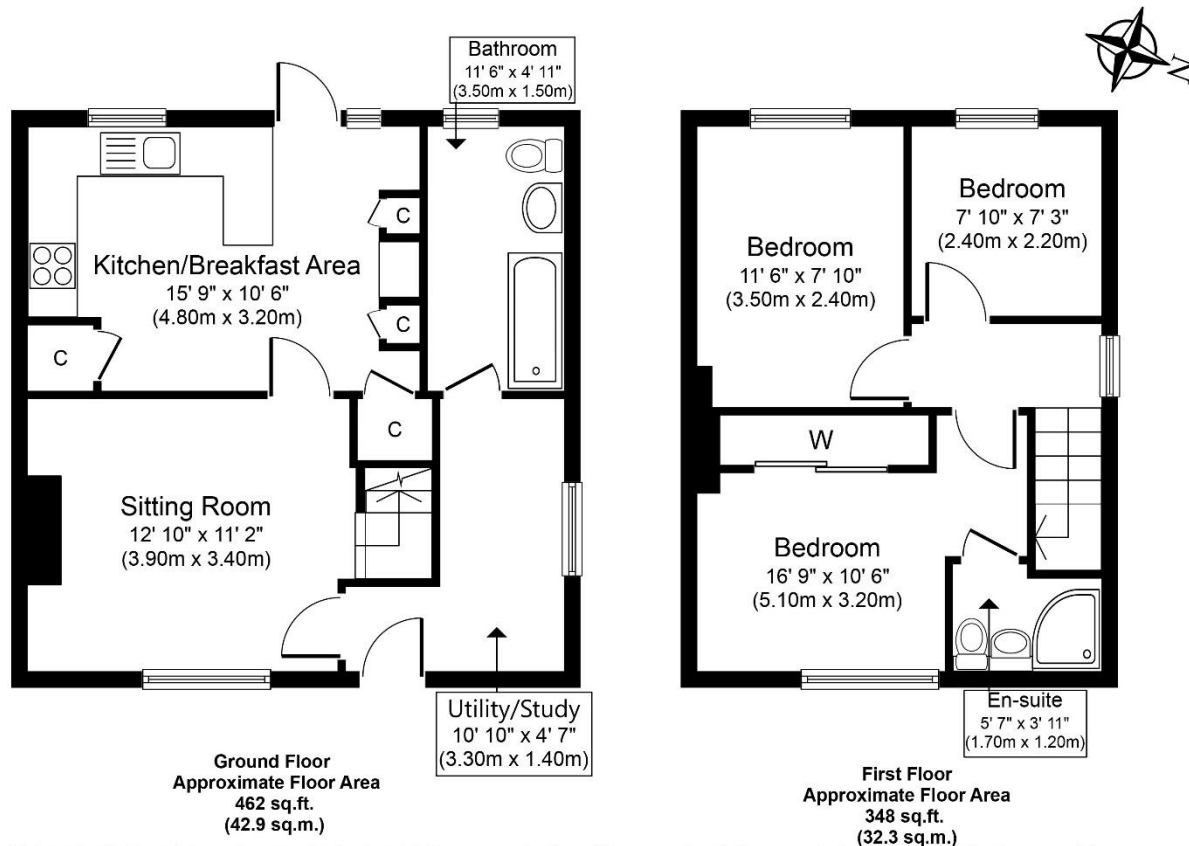 Bathroom
11' 6" x 4' 11"
(3.50m x 1.50m)
N
C
Kitchen/Breakfast Area
15' 9" x 10' 6"
(4.80m x 3.20m)
C
C
C
Sitting Room
12' 10" x 11' 2"
(3.90m x 3.40m)
Utility/Study
10' 10" x 4' 7"
(3.30m x 1.40m)
Ground Floor
Approximate Floor Area
462 sq.ft.
(42.9 sq.m.)
Bedroom
11' 6" x 7' 10"
(3.50m x 2.40m)
Bedroom
7' 10" x 7' 3"
(2.40m x 2.20m)
W
Bedroom
16' 9" x 10' 6"
(5.10m x 3.20m)
En-suite
5' 7" x 3' 11"
(1.70m x 1.20m)
First Floor
Approximate Floor Area
348 sq.ft.
(32.3 sq.m.)